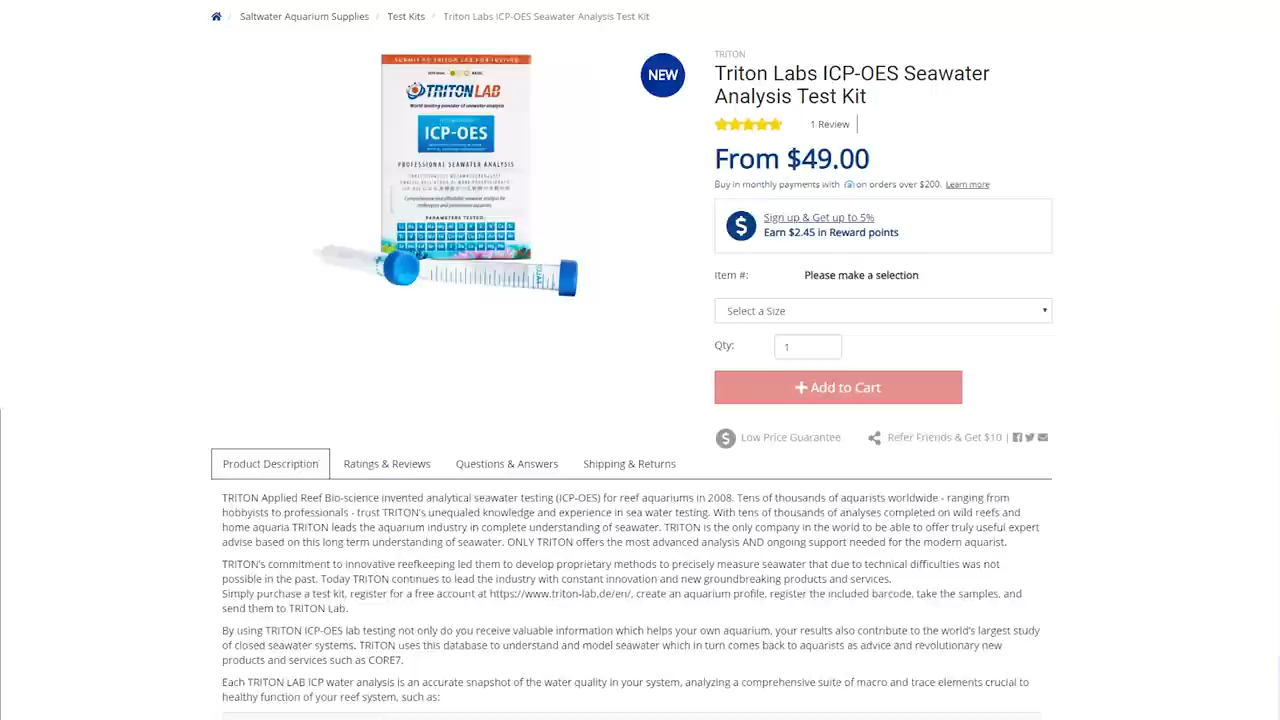 Saltwater Aquarium Supplies / Test Kits / Triton Labs ICP-OES Seawater Analysis Test Kit
SUBMIT TO TRITON LAB FOR TESTING
TRITON LAB
World leading provider of seawater analysis
ICP-OES
PROFESSIONAL SEAWATER ANALYSIS
PARAMETERS TESTED:
NEW
TRITON
Triton Labs ICP-OES Seawater
Analysis Test Kit
1 Review
From $49.00
Buy in monthly payments with on orders over $200. Learn more
$
Sign up & Get up to 5%
Earn $2.45 in Reward points
Item #: Please make a selection
Select a Size
Qty: 1
+ Add to Cart
$ Low Price Guarantee Refer Friends & Get $10 |
Product Description Ratings & Reviews Questions & Answers Shipping & Returns
TRITON Applied Reef Bio-science invented analytical seawater testing (ICP-OES) for reef aquariums in 2008. Tens of thousands of aquarists worldwide - ranging from
hobbyists to professionals - trust TRITON's unequaled knowledge and experience in sea water testing. With tens of thousands of analyses completed on wild reefs and
home aquaria TRITON leads the aquarium industry in complete understanding of seawater. TRITON is the only company in the world to be able to offer truly useful expert
advise based on this long term understanding of seawater. ONLY TRITON offers the most advanced analysis AND ongoing support needed for the modern aquarist.
TRITON's commitment to innovative reefkeeping led them to develop proprietary methods to precisely measure seawater that due to technical difficulties was not
possible in the past. Today TRITON continues to lead the industry with constant innovation and new groundbreaking products and services.
Simply purchase a test kit, register for a free account at https://www.triton-lab.de/en/, create an aquarium profile, register the included barcode, take the samples, and
send them to TRITON Lab.
By using TRITON ICP-OES lab testing not only do you receive valuable information which helps your own aquarium, your results also contribute to the world's largest study
of closed seawater systems. TRITON uses this database to understand and model seawater which in turn comes back to aquarists as advice and revolutionary new
products and services such as CORE7.
Each TRITON LAB ICP water analysis is an accurate snapshot of the water quality in your system, analyzing a comprehensive suite of macro and trace elements crucial to
healthy function of your reef system, such as: